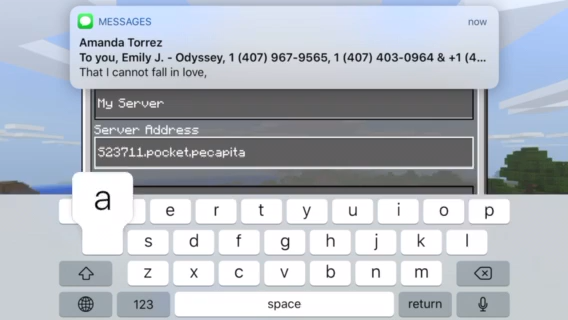 MESSAGES now
Amanda Torrez
To you, Emily J. - Odyssey, 1 (407) 967-9565, 1 (407) 403-0964 & +1 (4...
That I cannot fall in love,
My Server
Server Address
S23711.pocket.pecapita
a
e r t y u i o p
s d f g h j k l
z x c v b n m
123 space return